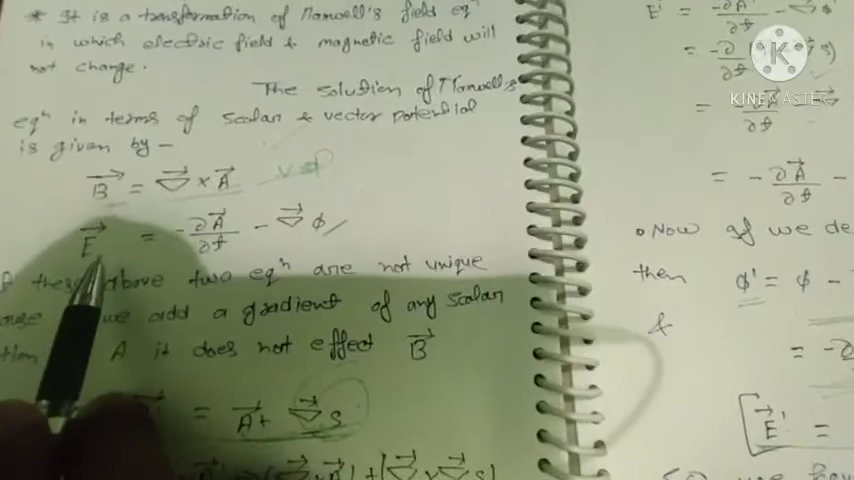 * It is a transformation of Maxwell's field eqⁿ
in which electric field & magnetic field will
not change.
The solution of Maxwell's
eqⁿ in terms of scalar & vector potential
is given by -
B⃗ = ∇⃗ × A⃗
E⃗ = -∂A⃗/∂t - ∇⃗ϕ
these above two eqⁿ are not unique
we add a gradient of any scalar
A it does not effect B⃗
= A⃗ + ∇⃗s
E' = -∂A'/∂t - ∇⃗ϕ'
= -∂/∂t
= -∂A⃗/∂t - ∇⃗
= -∂A⃗/∂t -
• Now if we de
then ϕ' = ϕ -
&
= -∂
[E⃗' =
KINEMASTER